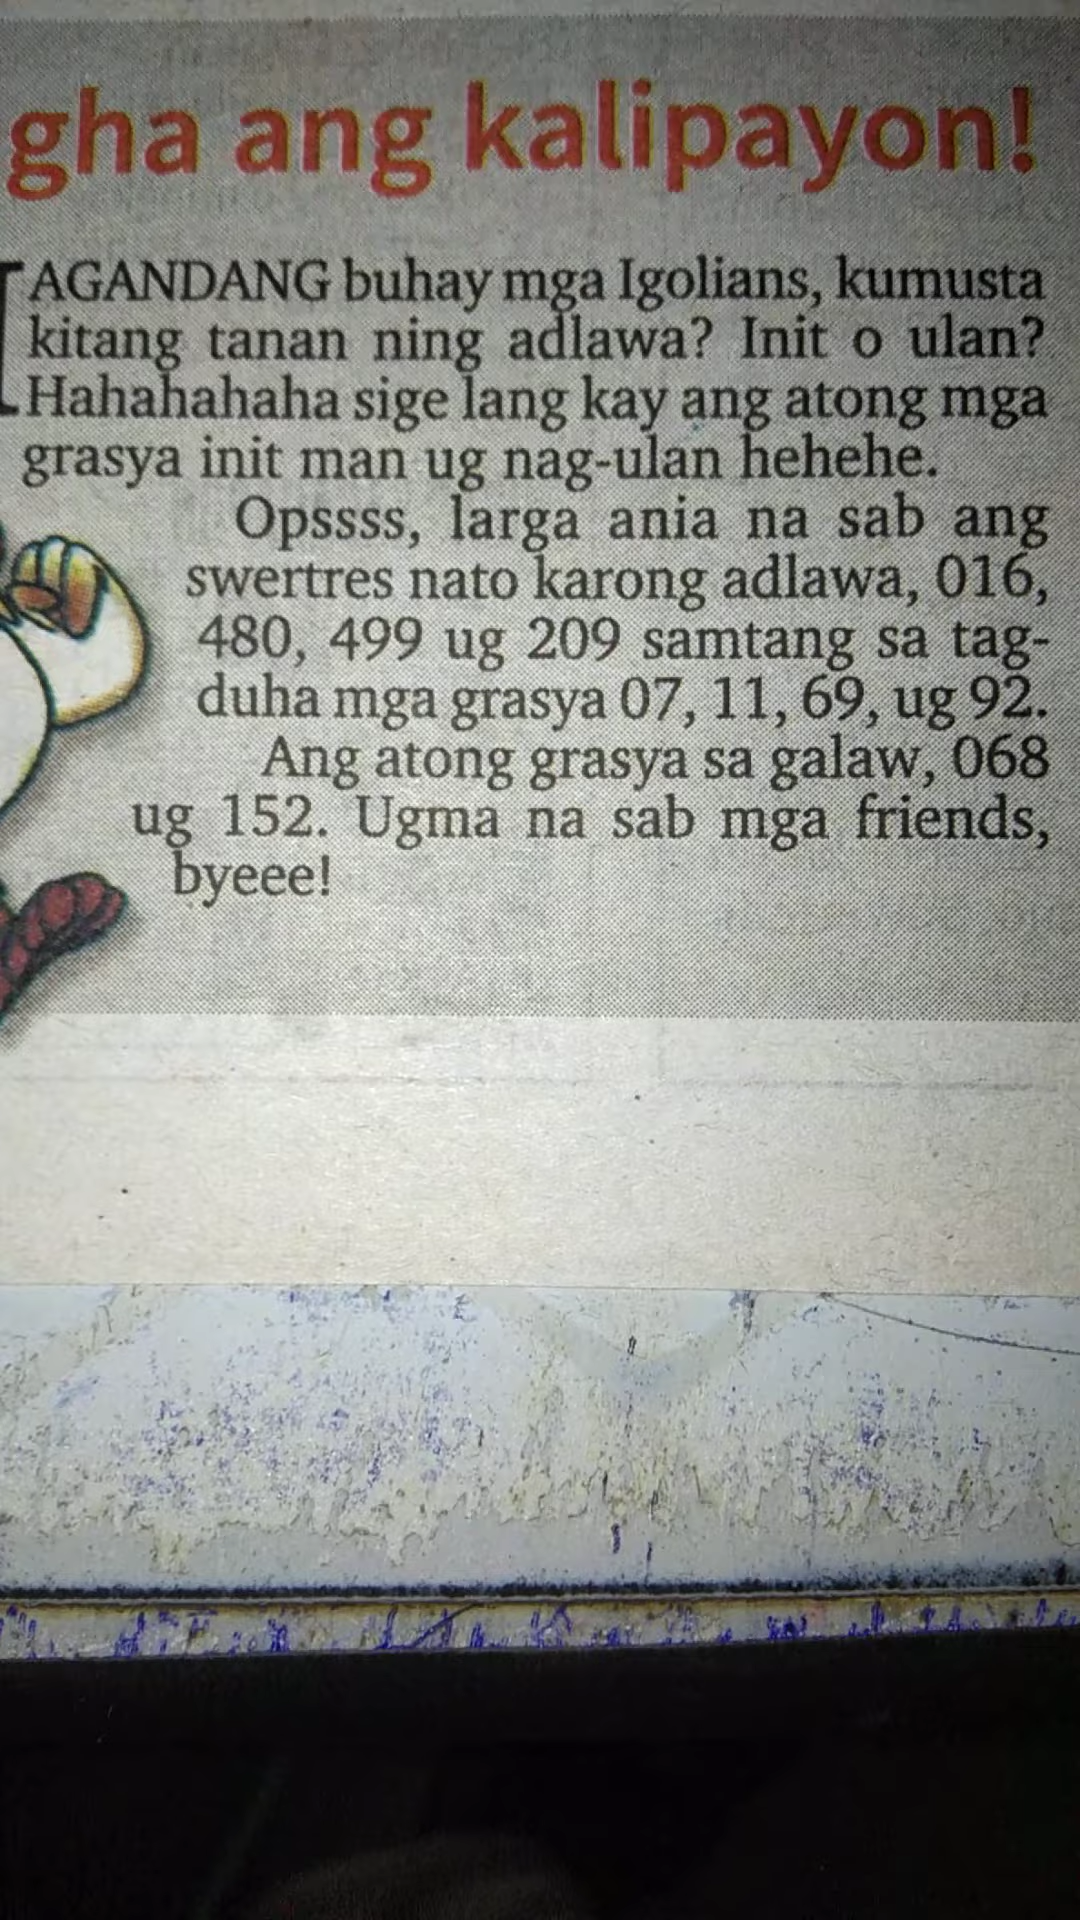 gha ang kalipayon!
AGANDANG buhay mga Igolians, kumusta
kitang tanan ning adlawa? Init o ulan?
Hahahahaha sige lang kay ang atong mga
grasya init man ug nag-ulan hehehe.
Opssss, larga ania na sab ang
swertres nato karong adlawa, 016,
480, 499 ug 209 samtang sa tag-
duha mga grasya 07, 11, 69, ug 92.
Ang atong grasya sa galaw, 068
ug 152. Ugma na sab mga friends,
byeee!